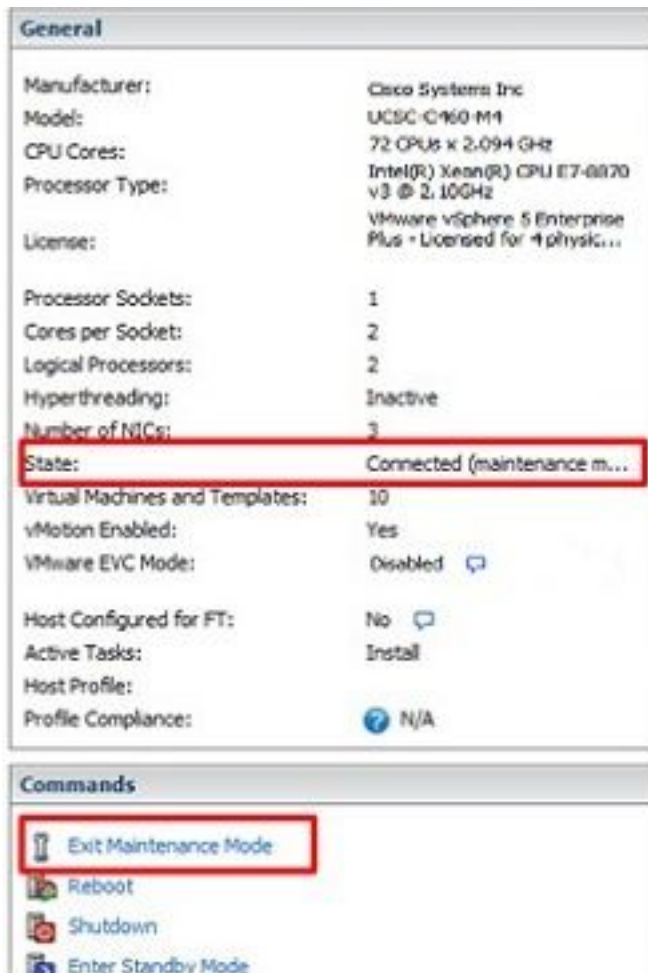 General
Manufacturer: Cisco Systems Inc
Model: UCSC-C460-M4
CPU Cores: 72 CPUs x 2.094 GHz
Processor Type: Intel(R) Xeon(R) CPU E7-8870 v3 @ 2.10GHz
License: VMware vSphere 5 Enterprise Plus - Licensed for 4 physic...
Processor Sockets: 1
Cores per Socket: 2
Logical Processors: 2
Hyperthreading: Inactive
Number of NICs: 3
State: Connected (maintenance m...
Virtual Machines and Templates: 10
vMotion Enabled: Yes
VMware EVC Mode: Disabled
Host Configured for FT: No
Active Tasks: Install
Host Profile:
Profile Compliance: N/A
Commands
Exit Maintenance Mode
Reboot
Shutdown
Enter Standby Mode